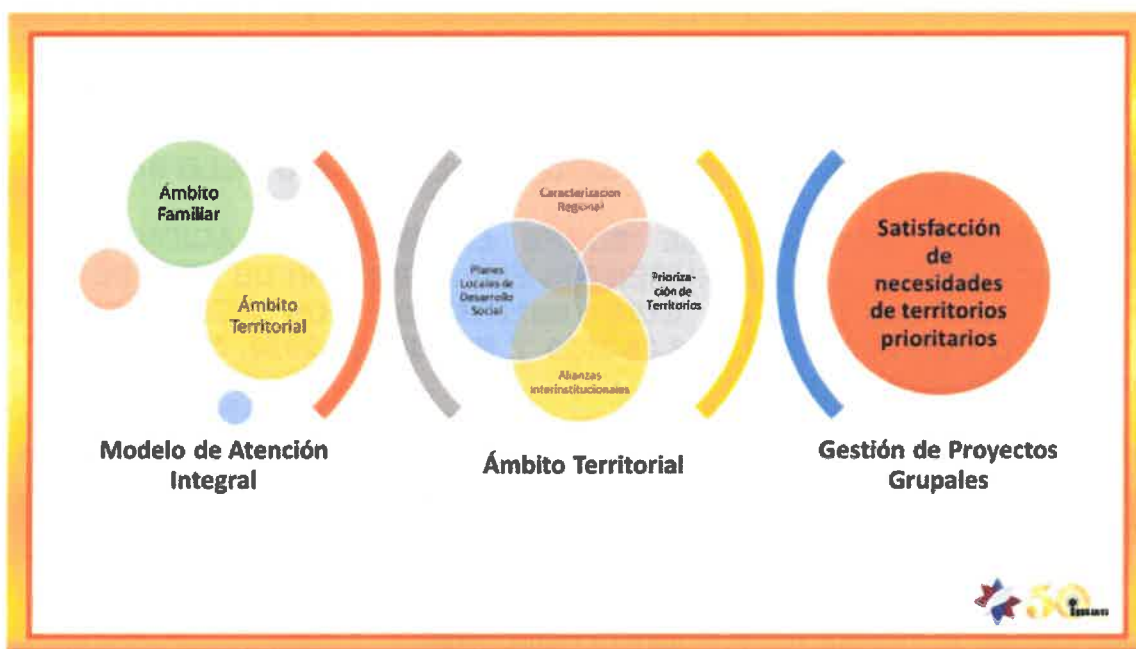 Ámbito
Familiar
Ámbito
Territorial
Modelo de Atención
Integral
Caracterizacion
Regional
Planes
Locales de
Desarrollo
Social
Prioriza-
ción de
Territorios
Alianzas
interinstitucionales
Ámbito Territorial
Satisfacción
de
necesidades
de territorios
prioritarios
Gestión de Proyectos
Grupales
50